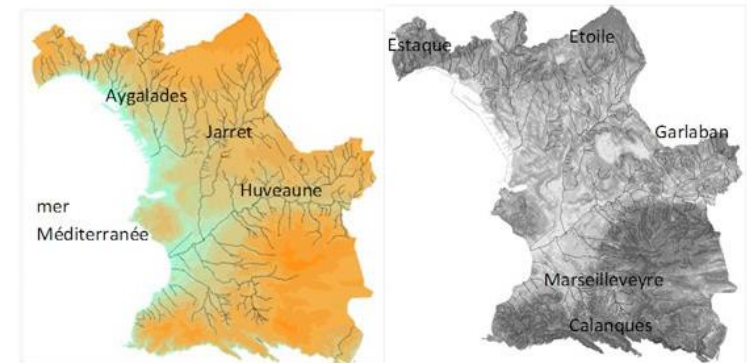 Aygalades
Jarret
Huveaune
mer
Méditerranée
Estaque
Etoile
Garlaban
Marseilleveyre
Calanques